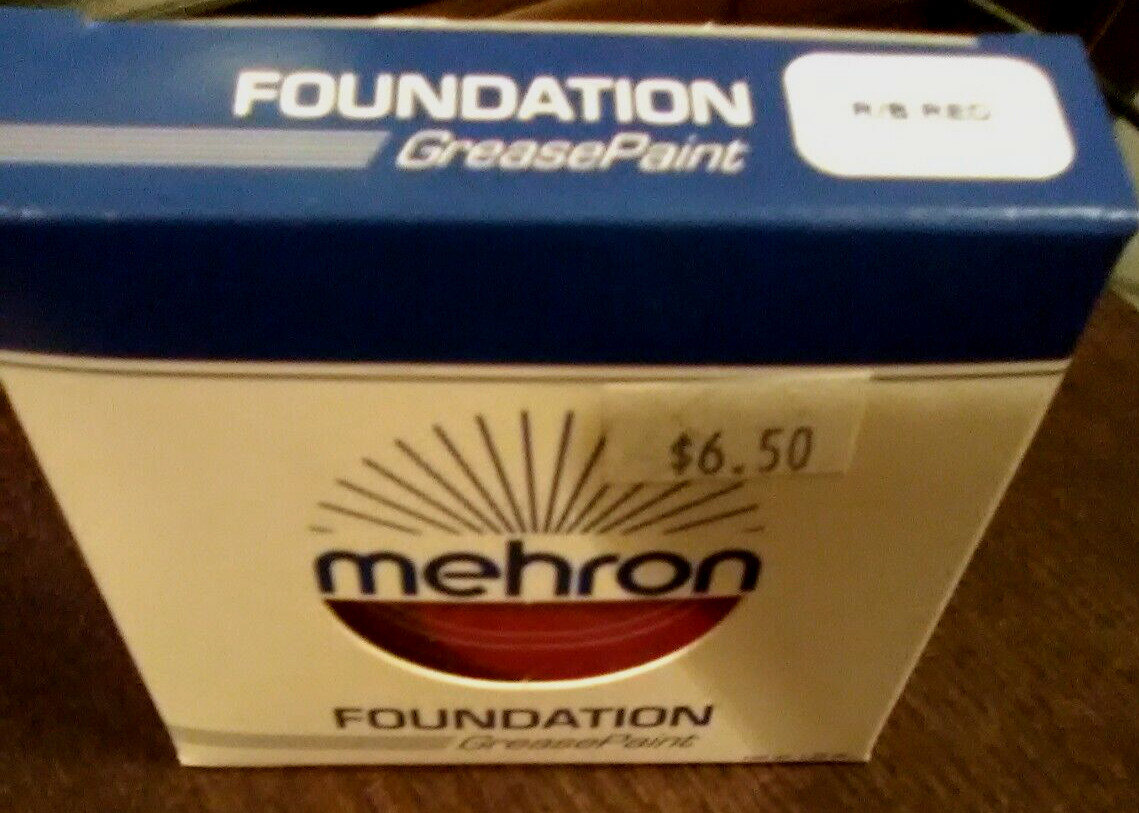 FOUNDATION
GreasePaint
R/B RED
$6.50
mehron
FOUNDATION
GreasePaint